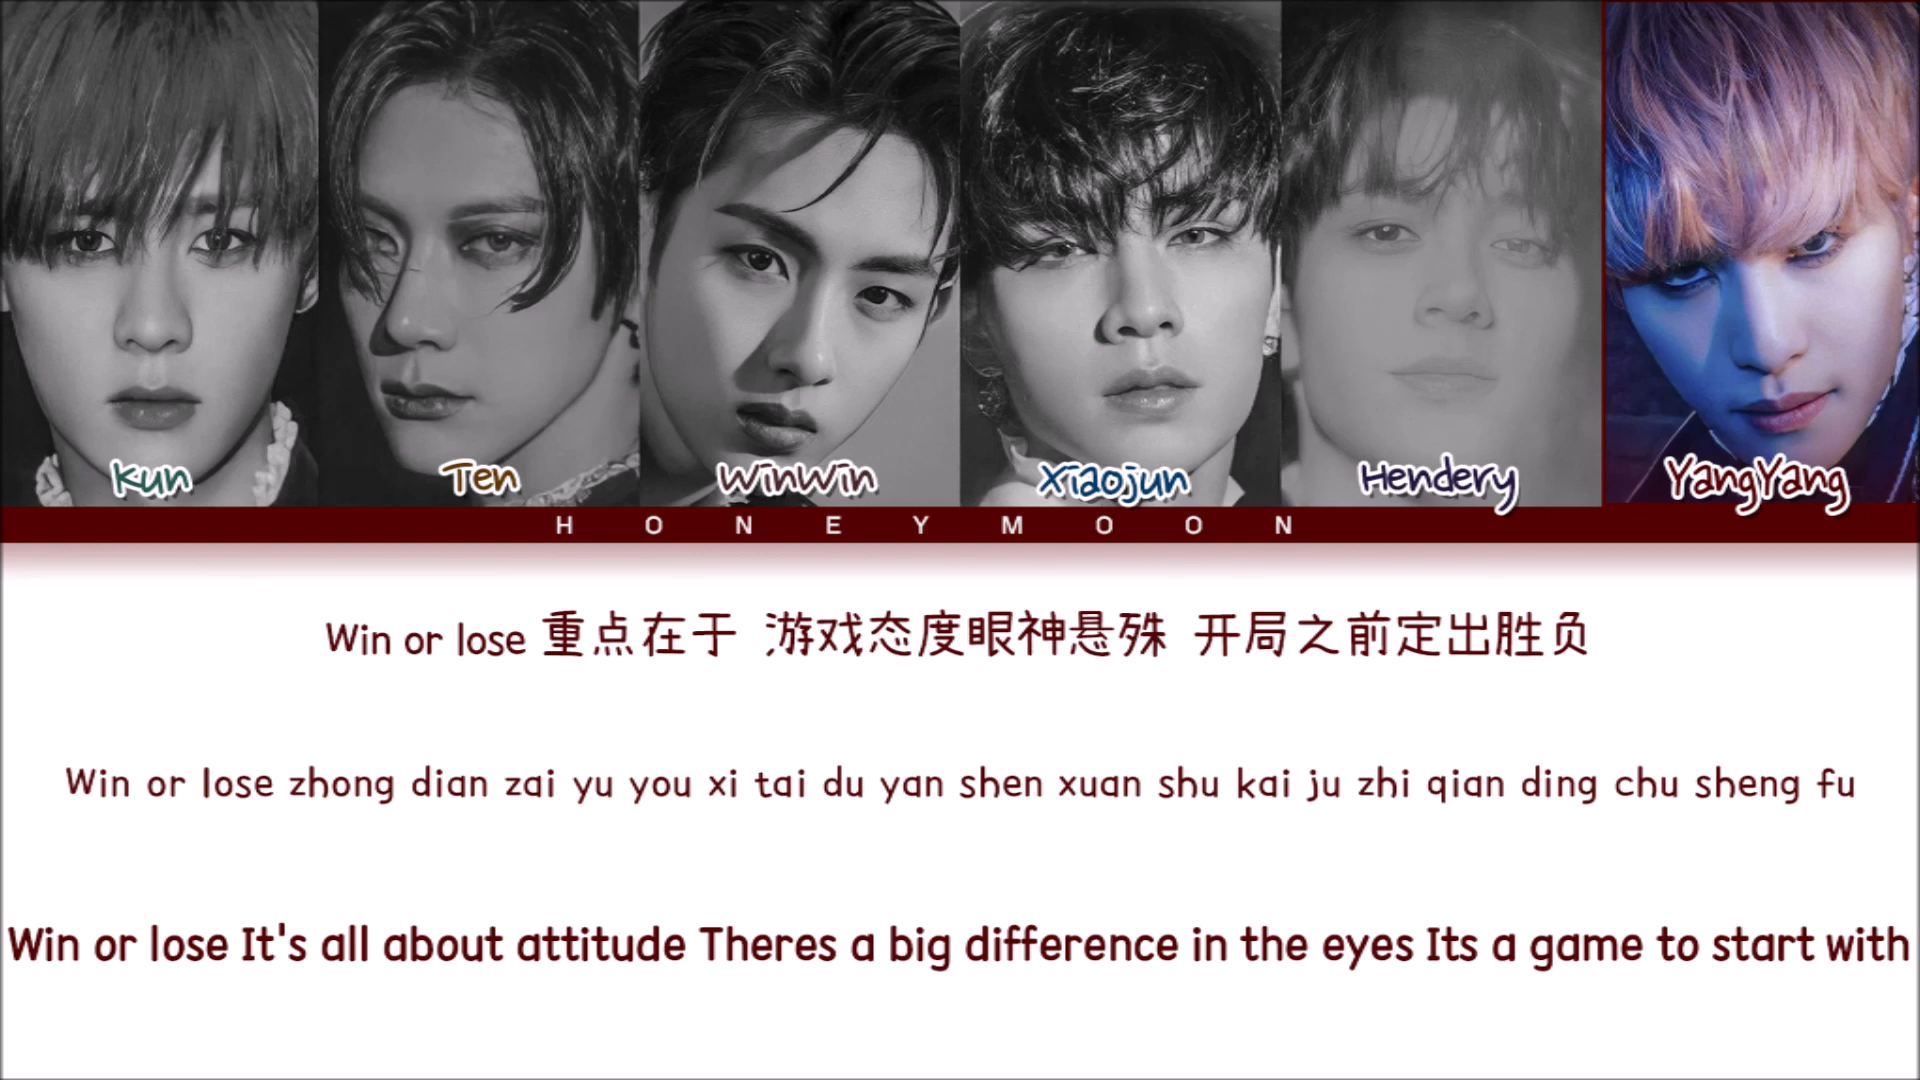 Kun Ten WinWin Xiaojun Hendery YangYang
HONEYMOON
Win or lose 重点在于 游戏态度眼神悬殊 开局之前定出胜负
Win or lose zhong dian zai yu you xi tai du yan shen xuan shu kai ju zhi qian ding chu sheng fu
Win or lose It's all about attitude Theres a big difference in the eyes Its a game to start with